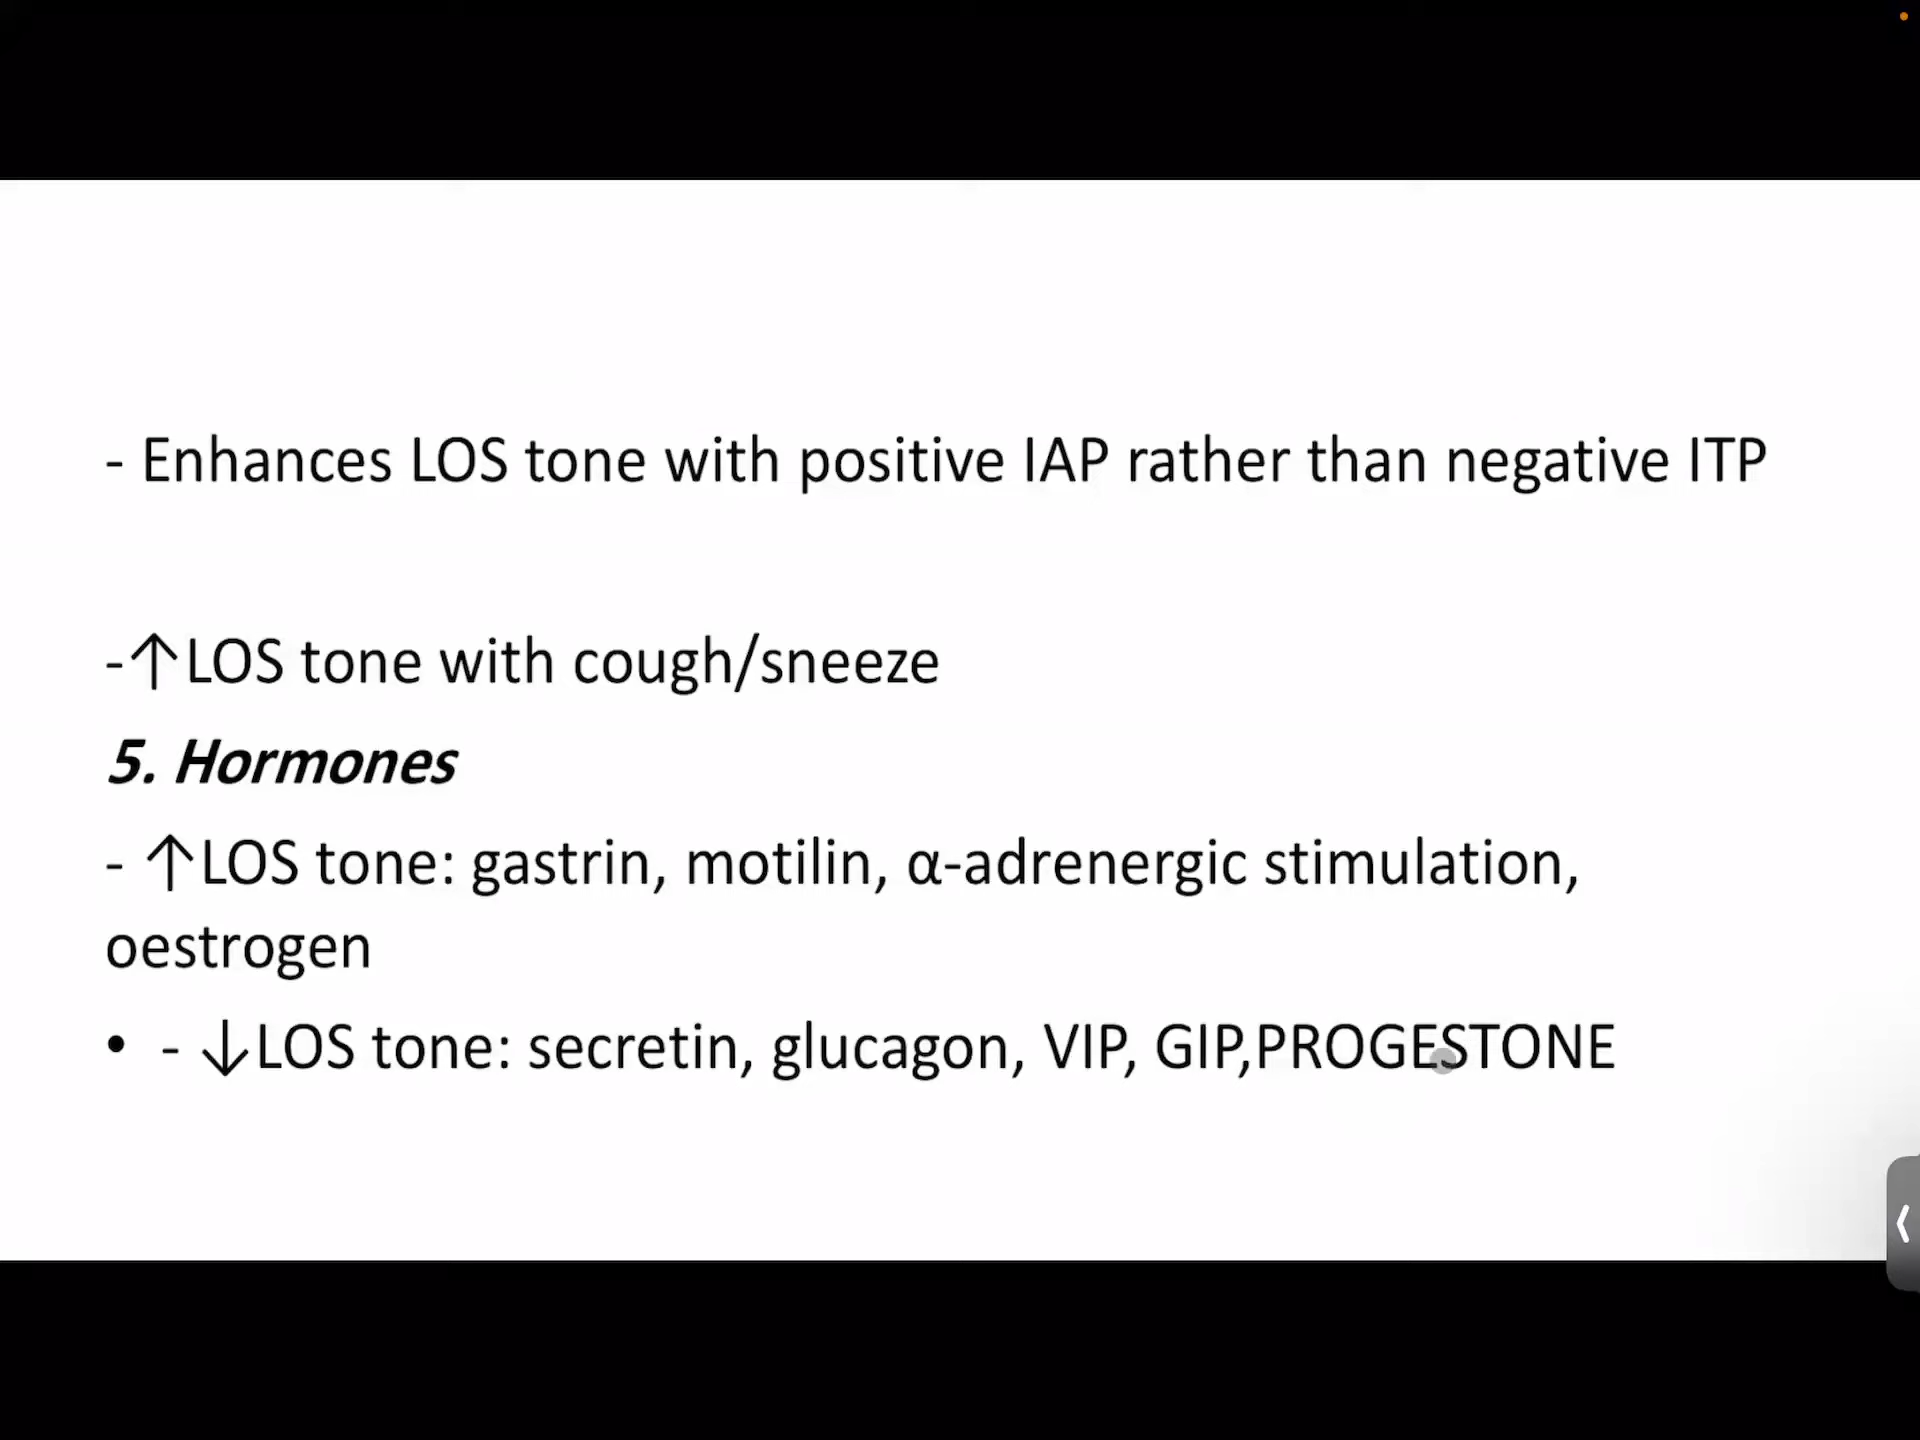 - Enhances LOS tone with positive IAP rather than negative ITP
-↑LOS tone with cough/sneeze
5. Hormones
- ↑LOS tone: gastrin, motilin, α-adrenergic stimulation,
oestrogen
• - ↓LOS tone: secretin, glucagon, VIP, GIP,PROGESTONE